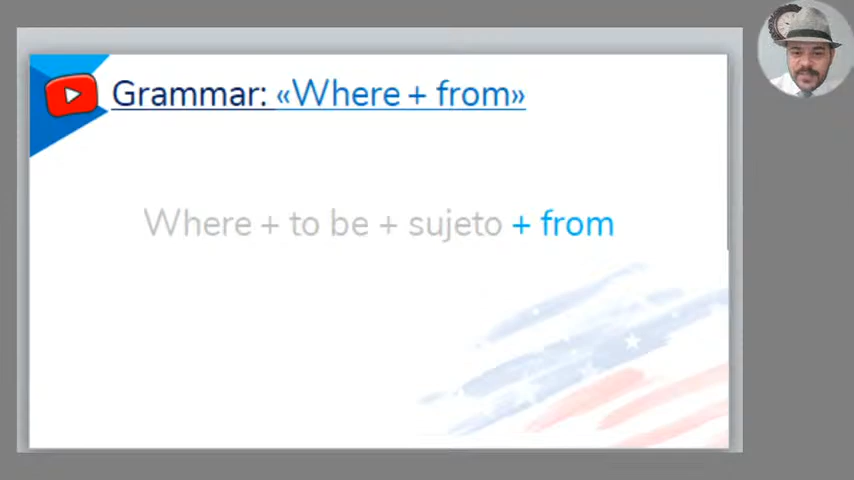 Grammar: «Where + from»
Where + to be + sujeto + from